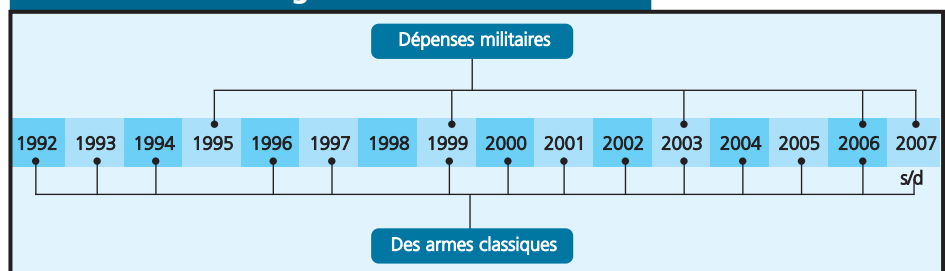 Dépenses militaires
1992 1993 1994 1995 1996 1997 1998 1999 2000 2001 2002 2003 2004 2005 2006 2007
s/d
Des armes classiques